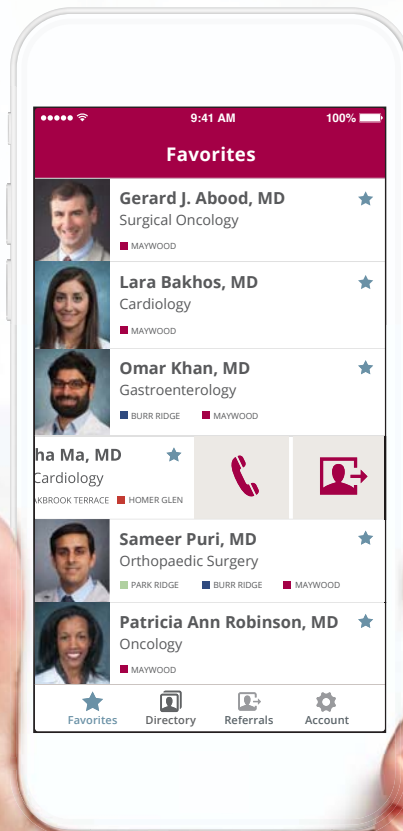 9:41 AM 100%
Favorites
Gerard J. Abood, MD
Surgical Oncology
MAYWOOD
Lara Bakhos, MD
Cardiology
MAYWOOD
Omar Khan, MD
Gastroenterology
BURR RIDGE MAYWOOD
ha Ma, MD
Cardiology
AKBROOK TERRACE HOMER GLEN
Sameer Puri, MD
Orthopaedic Surgery
PARK RIDGE BURR RIDGE MAYWOOD
Patricia Ann Robinson, MD
Oncology
MAYWOOD
Favorites Directory Referrals Account